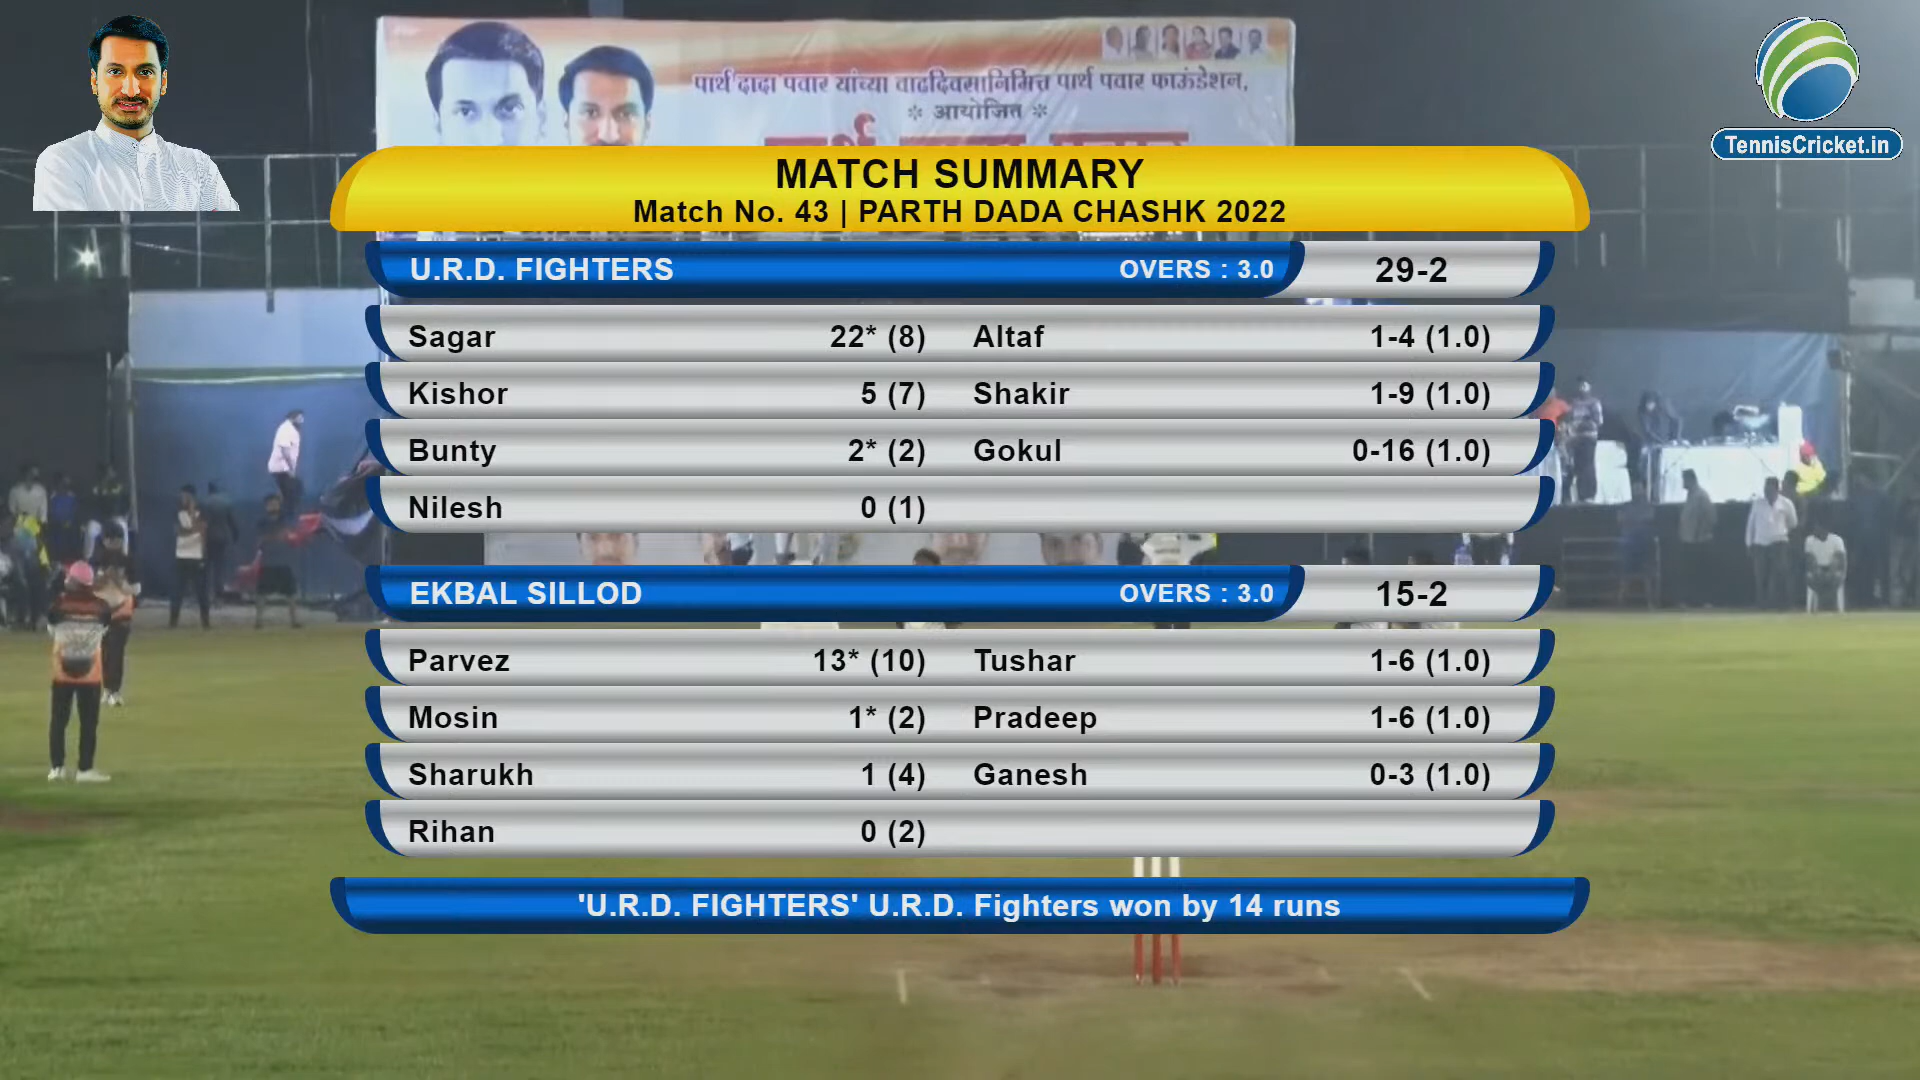 पार्थ दादा पवार यांच्या वाढदिवसानिमित्त पार्थ पवार फाऊंडेशन,
* आयोजित *
TennisCricket.in
MATCH SUMMARY
Match No. 43 | PARTH DADA CHASHK 2022
U.R.D. FIGHTERS OVERS : 3.0 29-2
Sagar 22* (8) Altaf 1-4 (1.0)
Kishor 5 (7) Shakir 1-9 (1.0)
Bunty 2* (2) Gokul 0-16 (1.0)
Nilesh 0 (1)
EKBAL SILLOD OVERS : 3.0 15-2
Parvez 13* (10) Tushar 1-6 (1.0)
Mosin 1* (2) Pradeep 1-6 (1.0)
Sharukh 1 (4) Ganesh 0-3 (1.0)
Rihan 0 (2)
'U.R.D. FIGHTERS' U.R.D. Fighters won by 14 runs